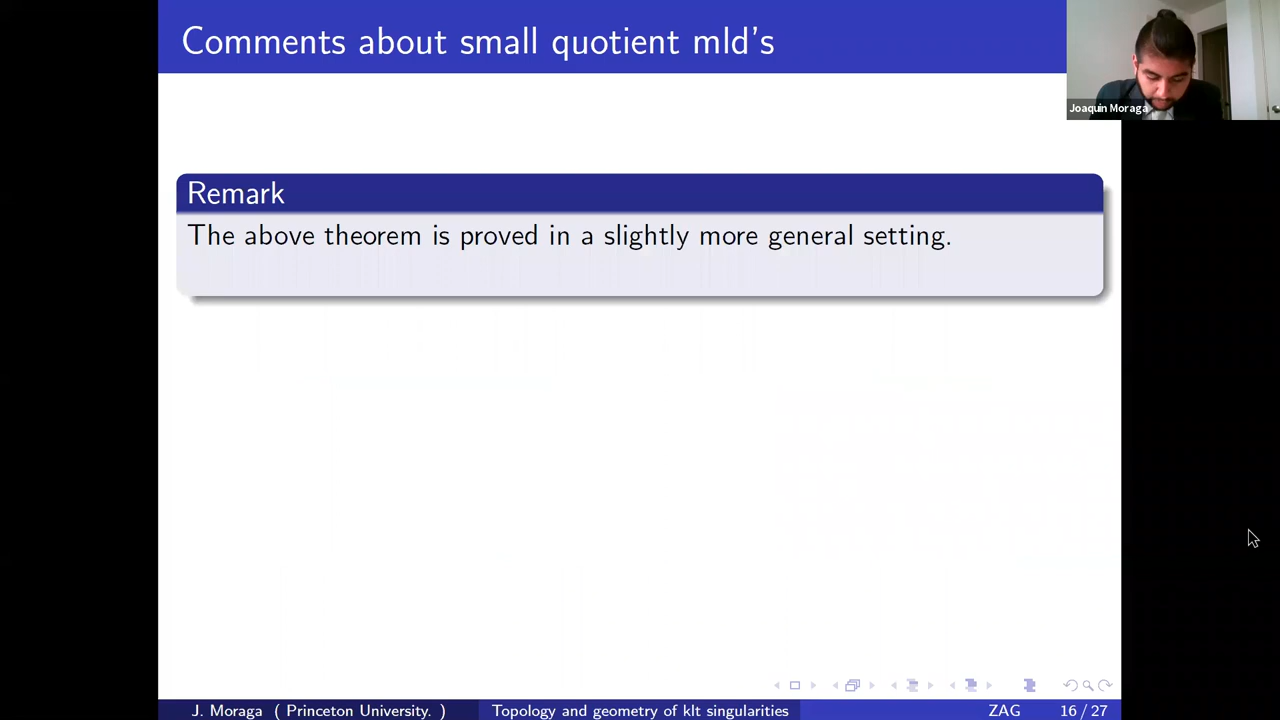 Comments about small quotient mld's
Joaquín Moraga
Remark
The above theorem is proved in a slightly more general setting.
J. Moraga ( Princeton University. )
Topology and geometry of klt singularities
ZAG
16 / 27